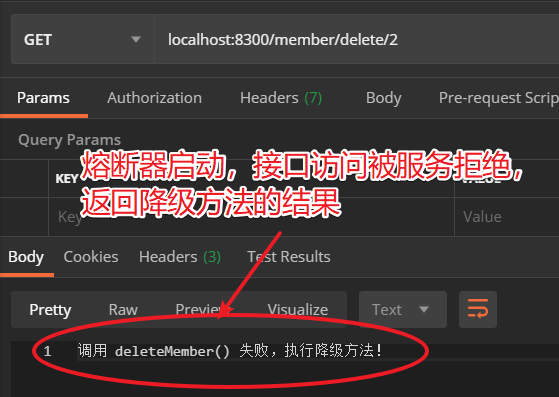 GET
localhost:8300/member/delete/2
Params
Authorization
Headers (7)
Body
Pre-request Scrip
Query Params
KEY
熔断器启动，接口访问被服务拒绝，
返回降级方法的结果
Key
Value
Body
Cookies
Headers (3)
Test Results
Pretty
Raw
Preview
Visualize
Text
1
调用 deleteMember() 失败，执行降级方法！